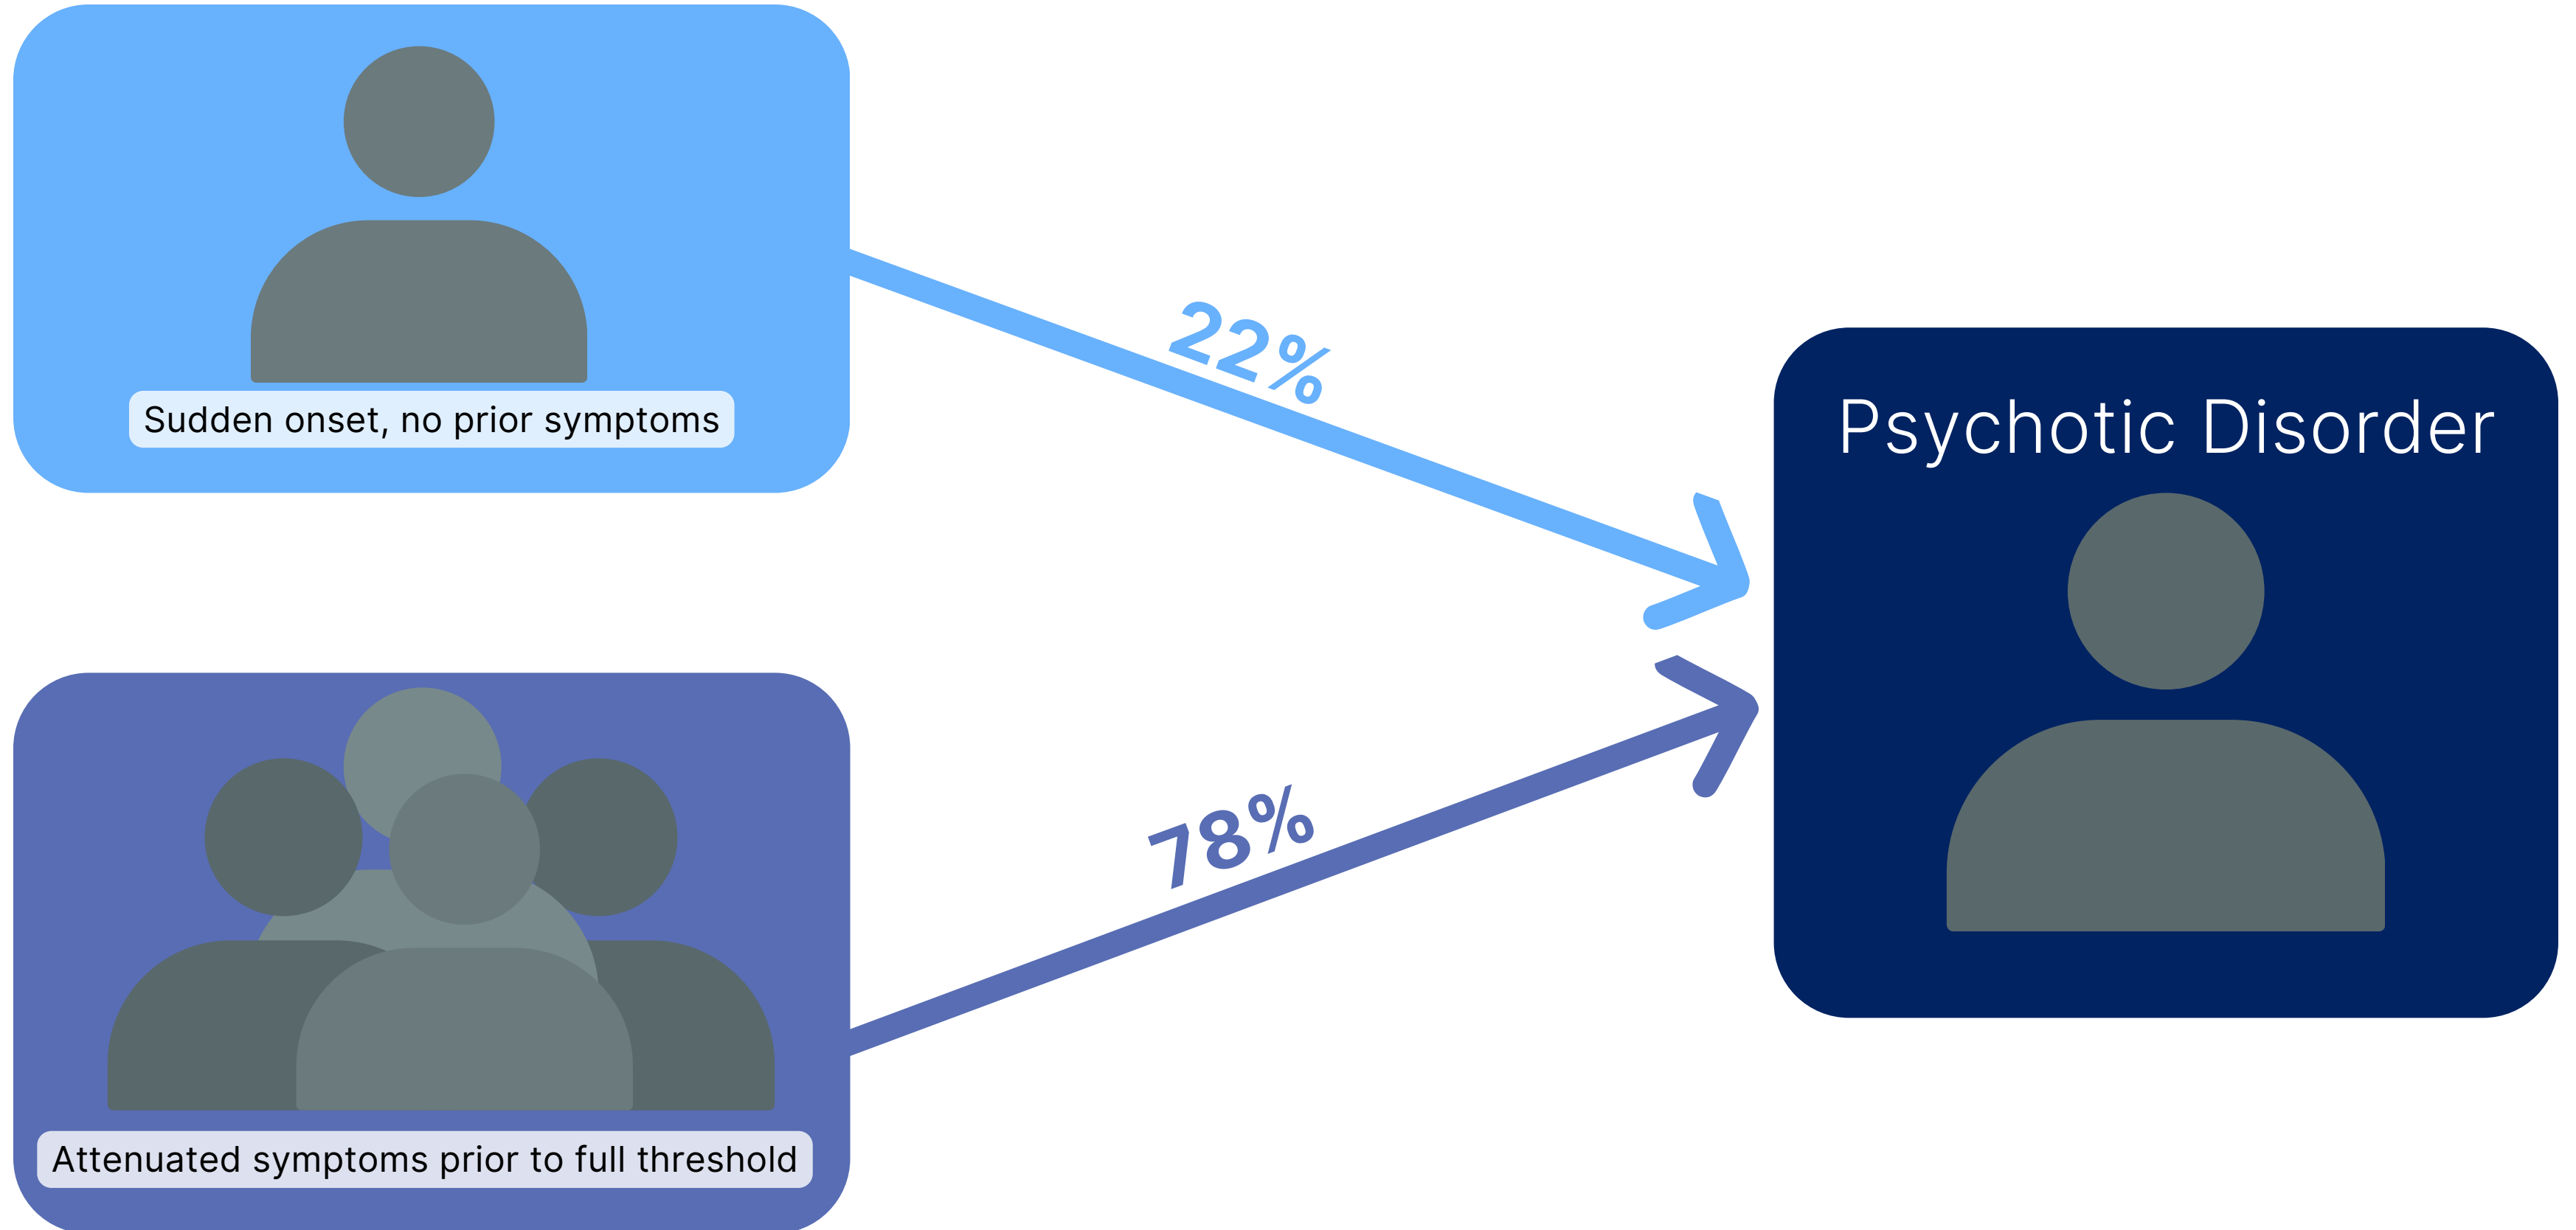 Sudden onset, no prior symptoms
22%
Psychotic Disorder
78%
Attenuated symptoms prior to full threshold